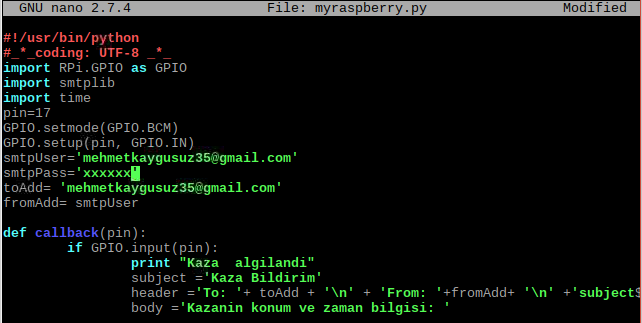 GNU nano 2.7.4 File: myraspberry.py Modified
#!/usr/bin/python
#_*_coding: UTF-8 _*_
import RPi.GPIO as GPIO
import smtplib
import time
pin=17
GPIO.setmode(GPIO.BCM)
GPIO.setup(pin, GPIO.IN)
smtpUser='mehmetkaygusuz35@gmail.com'
smtpPass='xxxxxx'
toAdd= 'mehmetkaygusuz35@gmail.com'
fromAdd= smtpUser
def callback(pin):
if GPIO.input(pin):
print "Kaza  algilandi"
subject ='Kaza Bildirim'
header ='To: '+ toAdd + '\n' + 'From: '+fromAdd+ '\n' +'subject$
body ='Kazanin konum ve zaman bilgisi: '